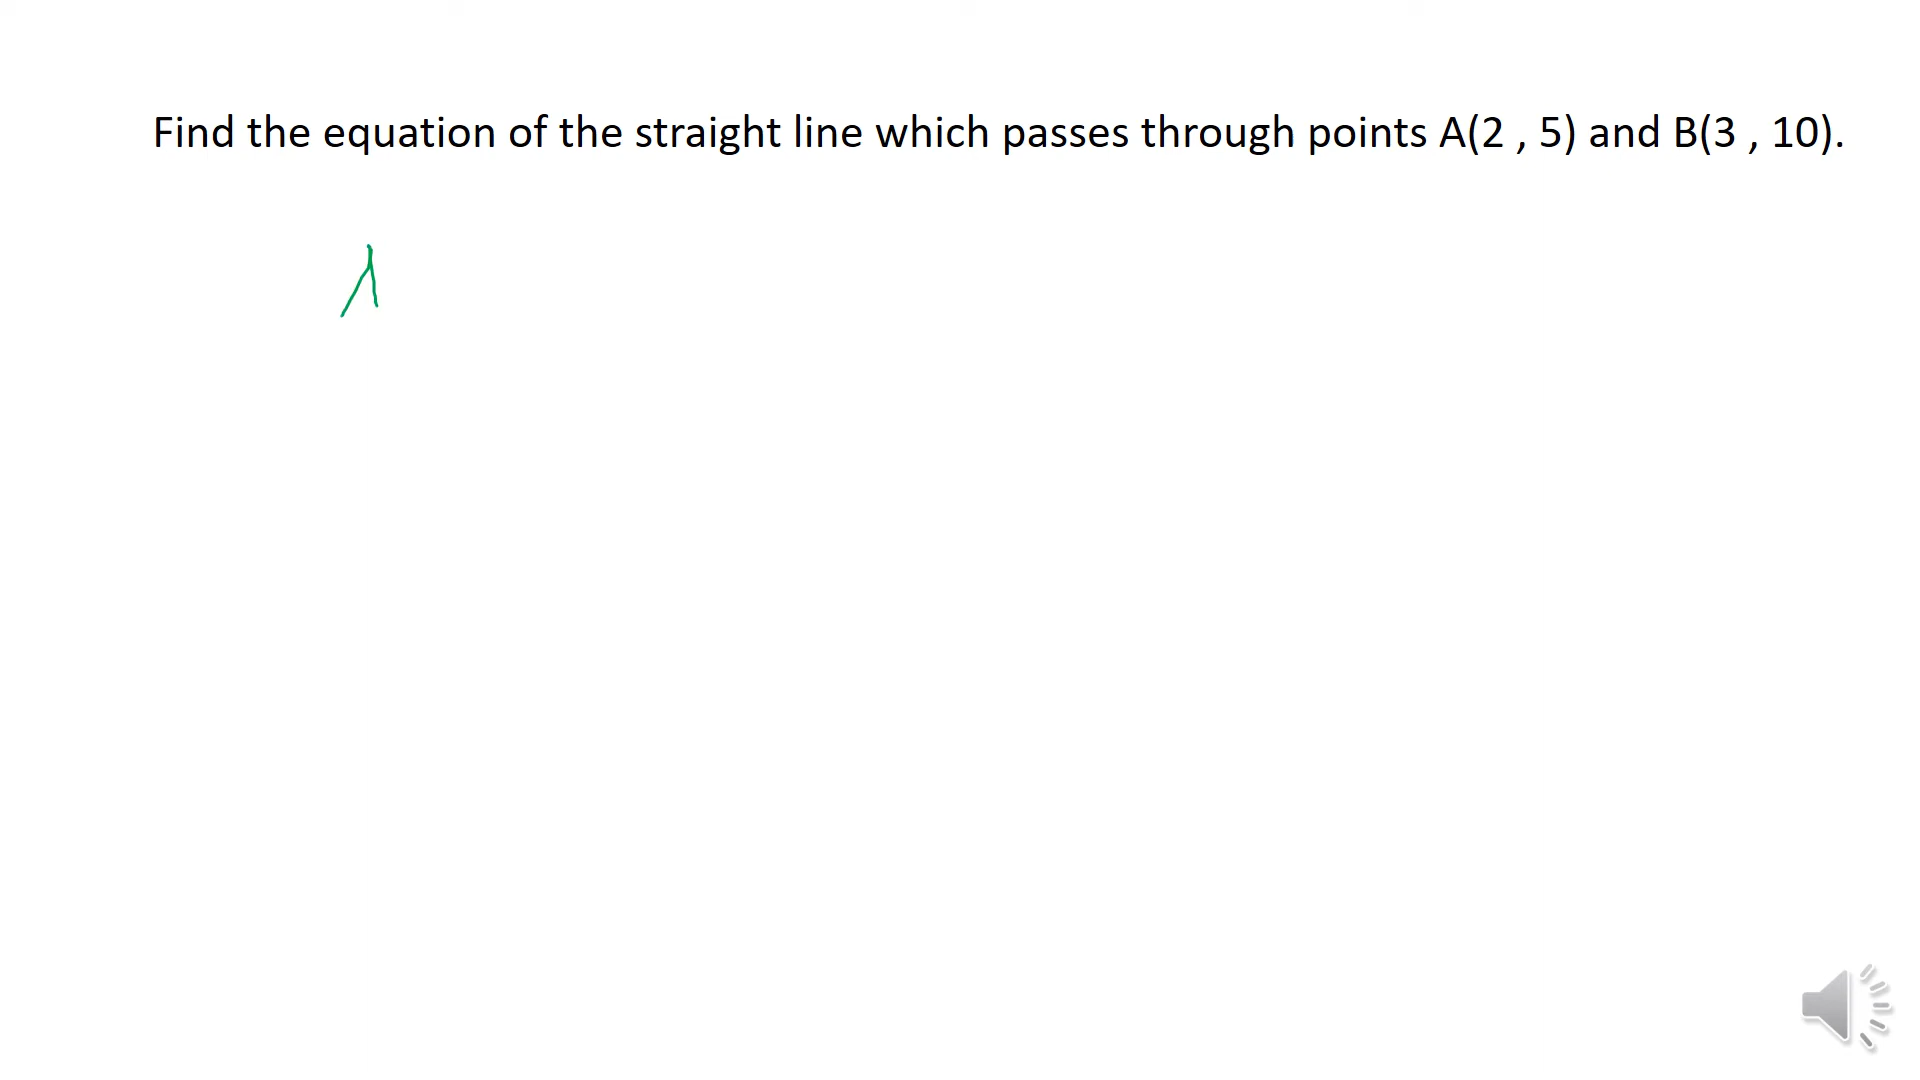 Find the equation of the straight line which passes through points A(2 , 5) and B(3 , 10).